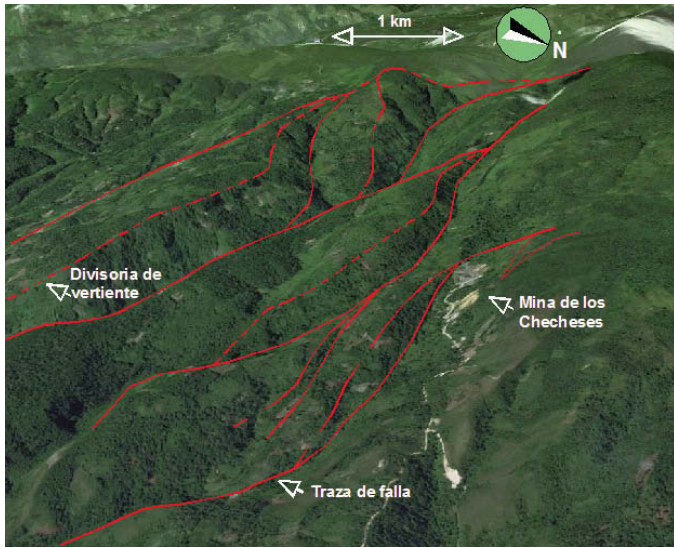 1 km
N
Divisoria de
vertiente
Mina de los
Checheses
Traza de falla